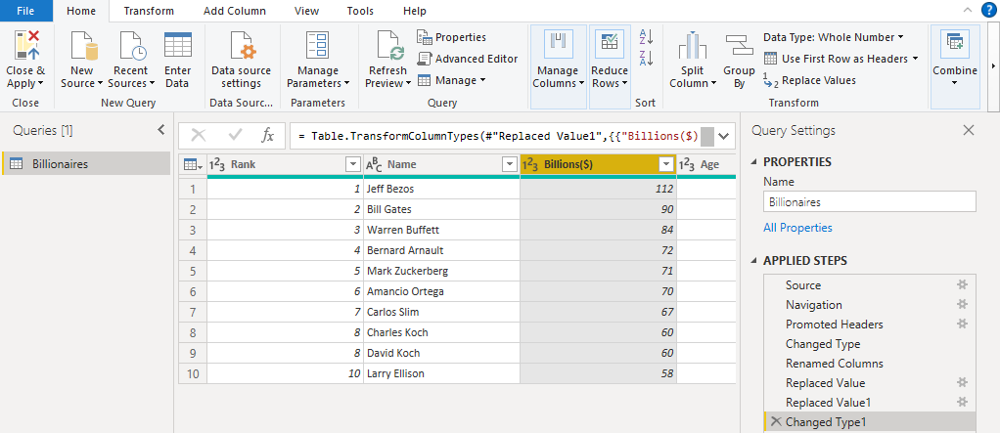 File Home Transform Add Column View Tools Help
Close & Apply
New Source
Recent Sources
Enter Data
Data source settings
Manage Parameters
Refresh Preview
Properties
Advanced Editor
Manage
Manage Columns
Reduce Rows
A
Z
Z
A
Split Column
Group By
Data Type: Whole Number
Use First Row as Headers
1 2 Replace Values
Combine
Close New Query Data Sourc... Parameters Query Sort Transform
Queries [1]
Billionaires
fx = Table.TransformColumnTypes(#"Replaced Value1",{{"Billions($)
123 Rank ABC Name 123 Billions($) 123 Age
1 1 Jeff Bezos 112
2 2 Bill Gates 90
3 3 Warren Buffett 84
4 4 Bernard Arnault 72
5 5 Mark Zuckerberg 71
6 6 Amancio Ortega 70
7 7 Carlos Slim 67
8 8 Charles Koch 60
9 8 David Koch 60
10 10 Larry Ellison 58
Query Settings
PROPERTIES
Name
Billionaires
All Properties
APPLIED STEPS
Source
Navigation
Promoted Headers
Changed Type
Renamed Columns
Replaced Value
Replaced Value1
Changed Type1